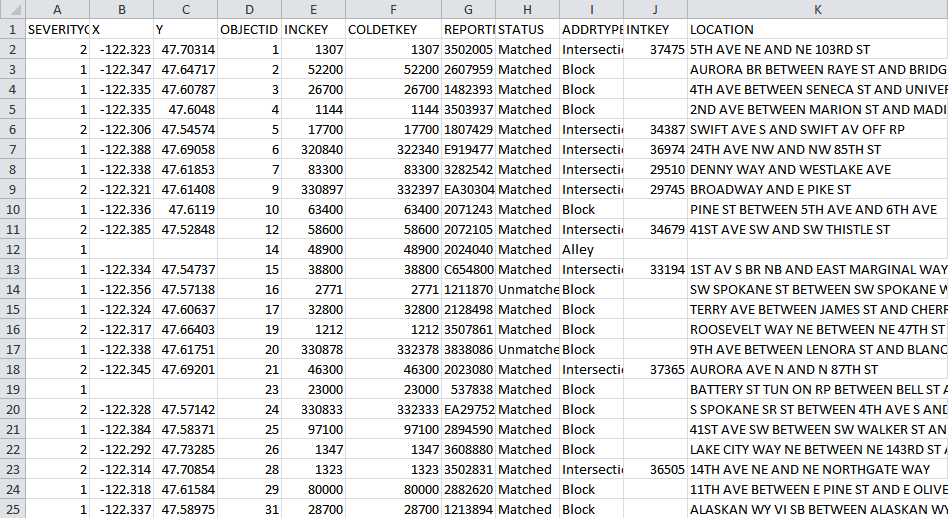 A B C D E F G H I J K
1 SEVERITYC X Y OBJECTID INCKEY COLDETKEY REPORTI STATUS ADDRTYPE INTKEY LOCATION
2 2 -122.323 47.70314 1 1307 1307 3502005 Matched Intersecti 37475 5TH AVE NE AND NE 103RD ST
3 1 -122.347 47.64717 2 52200 52200 2607959 Matched Block AURORA BR BETWEEN RAYE ST AND BRIDG
4 1 -122.335 47.60787 3 26700 26700 1482393 Matched Block 4TH AVE BETWEEN SENECA ST AND UNIVER
5 1 -122.335 47.6048 4 1144 1144 3503937 Matched Block 2ND AVE BETWEEN MARION ST AND MADI
6 2 -122.306 47.54574 5 17700 17700 1807429 Matched Intersecti 34387 SWIFT AVE S AND SWIFT AV OFF RP
7 1 -122.388 47.69058 6 320840 322340 E919477 Matched Intersecti 36974 24TH AVE NW AND NW 85TH ST
8 1 -122.338 47.61853 7 83300 83300 3282542 Matched Intersecti 29510 DENNY WAY AND WESTLAKE AVE
9 2 -122.321 47.61408 9 330897 332397 EA30304 Matched Intersecti 29745 BROADWAY AND E PIKE ST
10 1 -122.336 47.6119 10 63400 63400 2071243 Matched Block PINE ST BETWEEN 5TH AVE AND 6TH AVE
11 2 -122.385 47.52848 12 58600 58600 2072105 Matched Intersecti 34679 41ST AVE SW AND SW THISTLE ST
12 1 14 48900 48900 2024040 Matched Alley
13 1 -122.334 47.54737 15 38800 38800 C654800 Matched Intersecti 33194 1ST AV S BR NB AND EAST MARGINAL WAY
14 1 -122.356 47.57138 16 2771 2771 1211870 Unmatche Block SW SPOKANE ST BETWEEN SW SPOKANE W
15 1 -122.324 47.60637 17 32800 32800 2128498 Matched Block TERRY AVE BETWEEN JAMES ST AND CHERR
16 2 -122.317 47.66403 19 1212 1212 3507861 Matched Block ROOSEVELT WAY NE BETWEEN NE 47TH ST
17 1 -122.338 47.61751 20 330878 332378 3838086 Unmatche Block 9TH AVE BETWEEN LENORA ST AND BLANC
18 2 -122.345 47.69201 21 46300 46300 2023080 Matched Intersecti 37365 AURORA AVE N AND N 87TH ST
19 1 23 23000 23000 537838 Matched Block BATTERY ST TUN ON RP BETWEEN BELL ST A
20 2 -122.328 47.57142 24 330833 332333 EA29752 Matched Block S SPOKANE SR ST BETWEEN 4TH AVE S AND
21 1 -122.384 47.58371 25 97100 97100 2894590 Matched Block 41ST AVE SW BETWEEN SW WALKER ST AN
22 2 -122.292 47.73285 26 1347 1347 3608880 Matched Block LAKE CITY WAY NE BETWEEN NE 143RD ST A
23 2 -122.314 47.70854 28 1323 1323 3502831 Matched Intersecti 36505 14TH AVE NE AND NE NORTHGATE WAY
24 1 -122.318 47.61584 29 80000 80000 2882620 Matched Block 11TH AVE BETWEEN E PINE ST AND E OLIVE
25 1 -122.337 47.58975 31 28700 28700 1213894 Matched Block ALASKAN WY VI SB BETWEEN ALASKAN WY